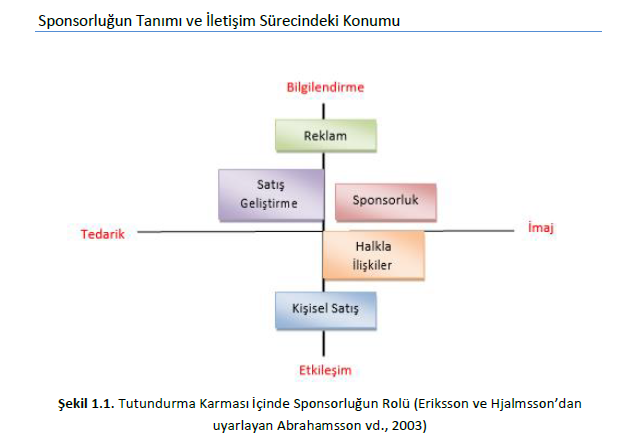 Sponsorluğun Tanımı ve İletişim Sürecindeki Konumu
Bilgilendirme
Reklam
Satış
Geliştirme
Sponsorluk
Tedarik
İmaj
Halkla
İlişkiler
Kişisel Satış
Etkileşim
Şekil 1.1. Tutundurma Karması İçinde Sponsorluğun Rolü (Eriksson ve Hjalmsson’dan
uyarlayan Abrahamsson vd., 2003)